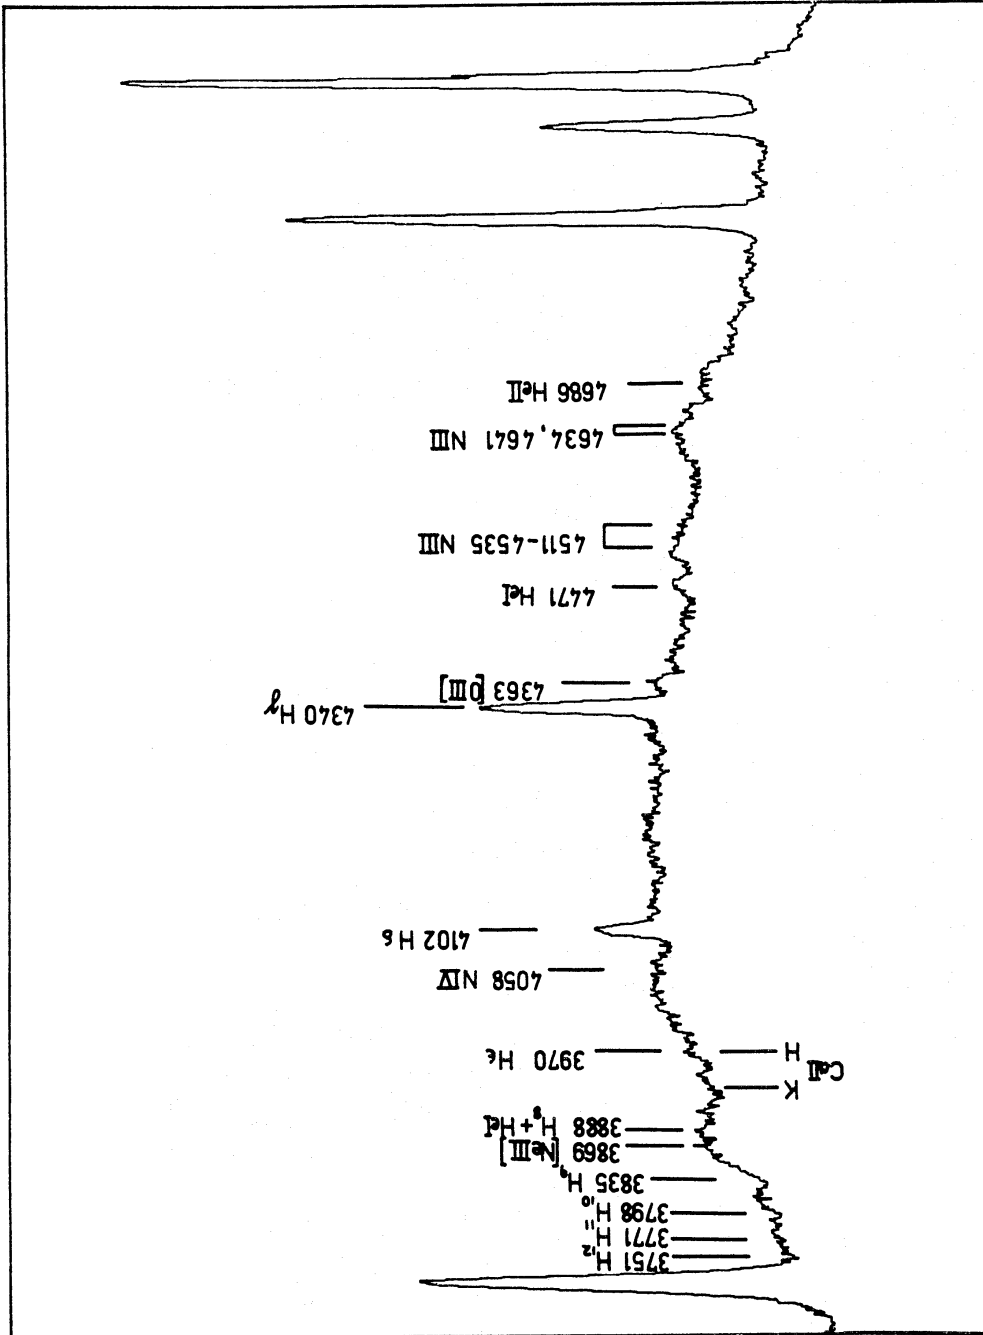 3751 H₁₂
3771 H₁₁
3798 H₁₀
3835 H₉
3869 [NeIII]
3888 H₈+HeI
K
CaII
H
3970 Hε
4058 NIV
4102 Hδ
4340 Hγ
4363 [OIII]
4471 HeI
4511-4535 NIII
4634, 4641 NIII
4686 HeII